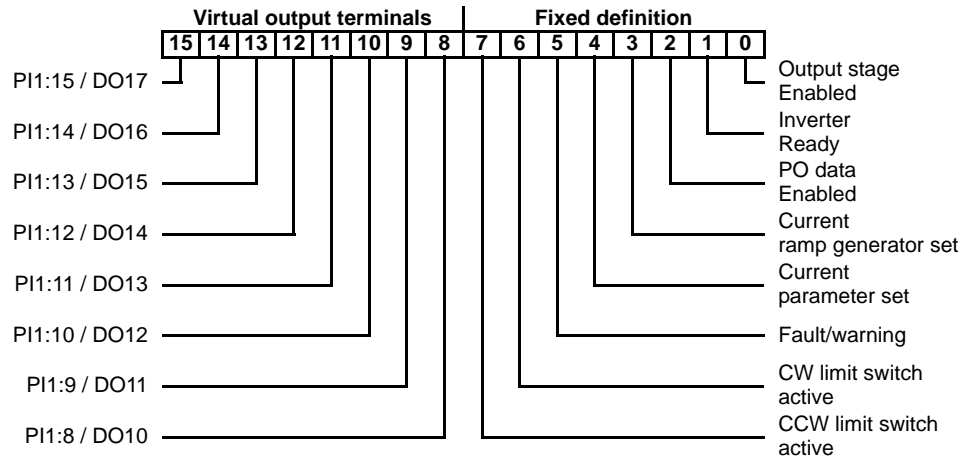 Virtual output terminals Fixed definition
15 14 13 12 11 10 9 8 7 6 5 4 3 2 1 0
PI1:15 / DO17
PI1:14 / DO16
PI1:13 / DO15
PI1:12 / DO14
PI1:11 / DO13
PI1:10 / DO12
PI1:9 / DO11
PI1:8 / DO10
Output stage
Enabled
Inverter
Ready
PO data
Enabled
Current
ramp generator set
Current
parameter set
Fault/warning
CW limit switch
active
CCW limit switch
active